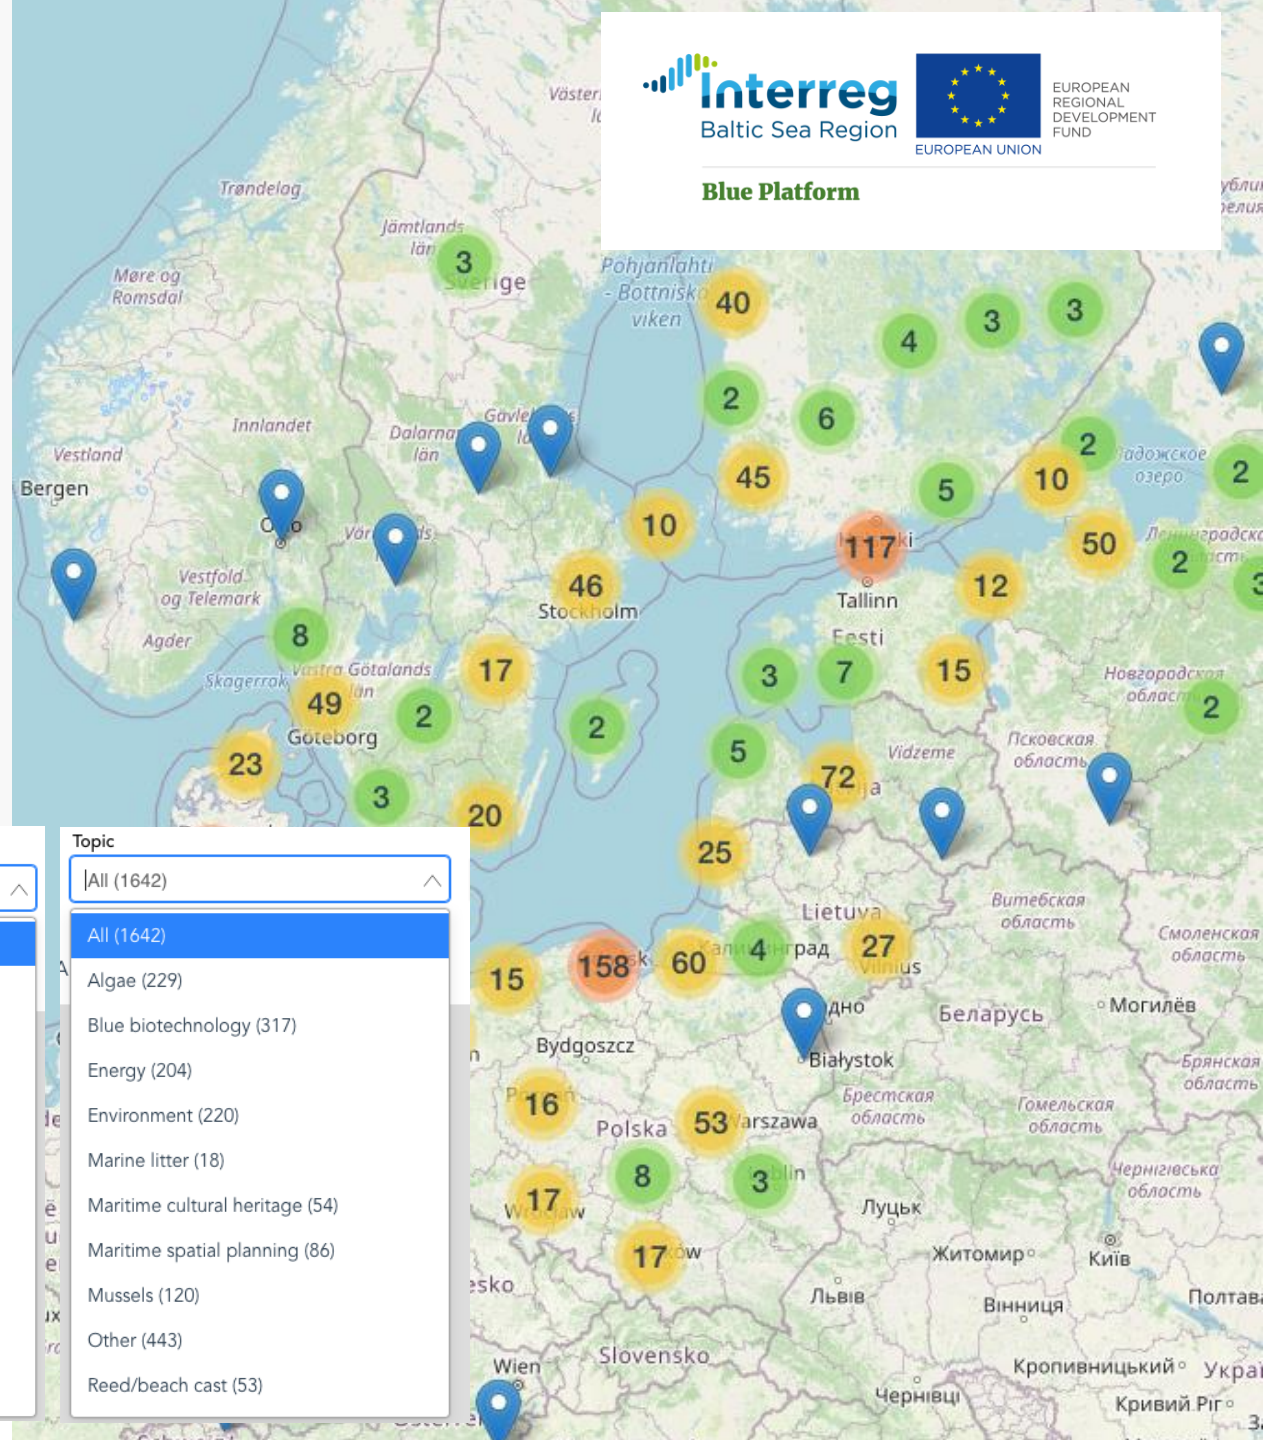 Interreg
Baltic Sea Region
EUROPEAN UNION
EUROPEAN
REGIONAL
DEVELOPMENT
FUND
Blue Platform
Trøndelag
Jämtlands
län
3
Sverige
Møre og
Romsdal
Pohjanlahti
- Bottniska
viken
40
4
3
3
2
6
Innlandet
Dalarnas
län
Vestland
Bergen
45
5
10
2
Ладожское
озеро
2
10
117
50
2
3
Vestfold
og Telemark
46
Stockholm
Tallinn
12
Agder
8
Eesti
Skagerrak
Västra Götalands
län
17
3
7
15
Новгородская
область
49
2
2
2
Göteborg
23
5
Vidzeme
Псковская
область
72
3
20
25
Topic
All (1642)
All (1642)
Algae (229)
Blue biotechnology (317)
Energy (204)
Environment (220)
Marine litter (18)
Maritime cultural heritage (54)
Maritime spatial planning (86)
Mussels (120)
Other (443)
Reed/beach cast (53)
Lietuva
Витебская
область
Смоленская
область
15
158
60
4
27
Vilnius
Беларусь
Могилёв
Bydgoszcz
Białystok
Брянская
область
16
Polska
53
Warszawa
Брестская
область
Гомельская
область
8
3
Чернігівська
область
17
Луцьк
17
Житомир
Київ
Львів
Вінниця
Slovensko
Wien
Кропивницький
Чернівці
Кривий Ріг